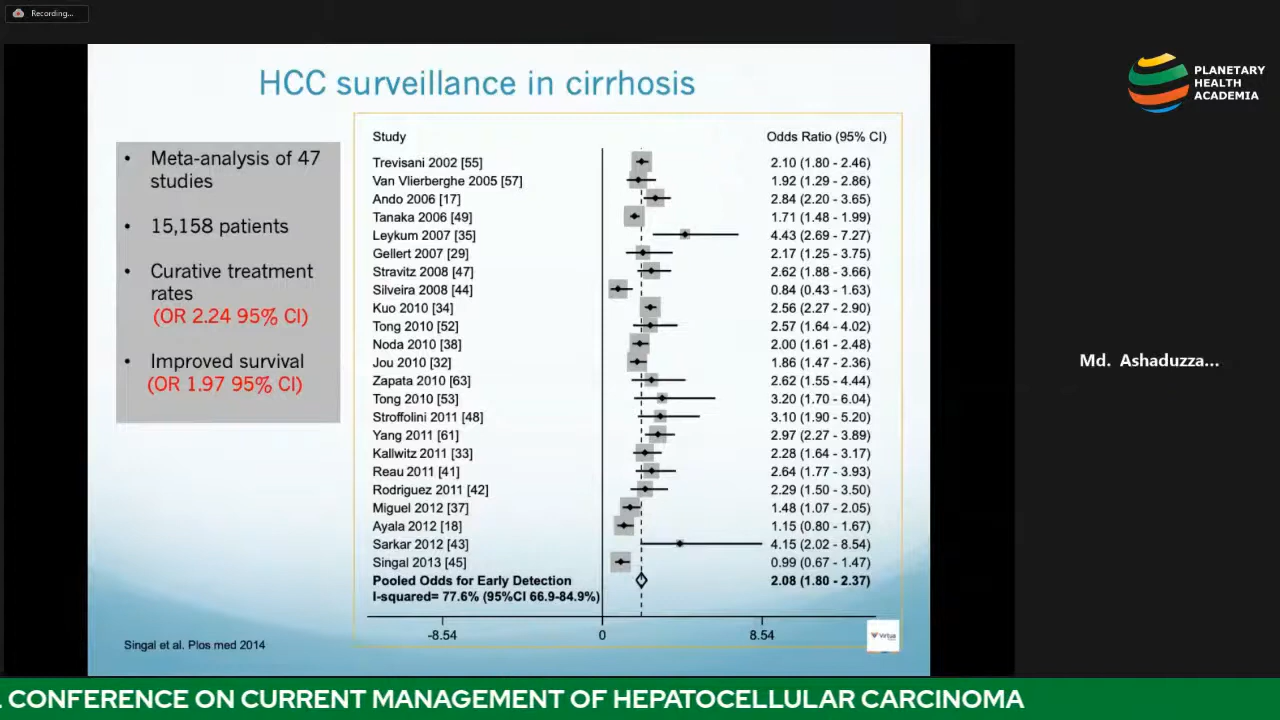 Recording...
PLANETARY
HEALTH
ACADEMIA
HCC surveillance in cirrhosis
• Meta-analysis of 47
studies
• 15,158 patients
• Curative treatment
rates
(OR 2.24 95% CI)
• Improved survival
(OR 1.97 95% CI)
Study Odds Ratio (95% CI)
Trevisani 2002 [55] 2.10 (1.80 - 2.46)
Van Vlierberghe 2005 [57] 1.92 (1.29 - 2.86)
Ando 2006 [17] 2.84 (2.20 - 3.65)
Tanaka 2006 [49] 1.71 (1.48 - 1.99)
Leykum 2007 [35] 4.43 (2.69 - 7.27)
Gellert 2007 [29] 2.17 (1.25 - 3.75)
Stravitz 2008 [47] 2.62 (1.88 - 3.66)
Silveira 2008 [44] 0.84 (0.43 - 1.63)
Kuo 2010 [34] 2.56 (2.27 - 2.90)
Tong 2010 [52] 2.57 (1.64 - 4.02)
Noda 2010 [38] 2.00 (1.61 - 2.48)
Jou 2010 [32] 1.86 (1.47 - 2.36)
Zapata 2010 [63] 2.62 (1.55 - 4.44)
Tong 2010 [53] 3.20 (1.70 - 6.04)
Stroffolini 2011 [48] 3.10 (1.90 - 5.20)
Yang 2011 [61] 2.97 (2.27 - 3.89)
Kallwitz 2011 [33] 2.28 (1.64 - 3.17)
Reau 2011 [41] 2.64 (1.77 - 3.93)
Rodriguez 2011 [42] 2.29 (1.50 - 3.50)
Miguel 2012 [37] 1.48 (1.07 - 2.05)
Ayala 2012 [18] 1.15 (0.80 - 1.67)
Sarkar 2012 [43] 4.15 (2.02 - 8.54)
Singal 2013 [45] 0.99 (0.67 - 1.47)
Pooled Odds for Early Detection 2.08 (1.80 - 2.37)
I-squared= 77.6% (95%CI 66.9-84.9%)
-8.54 0 8.54
Virtua
Singal et al. Plos med 2014
Md. Ashaduzza...
. CONFERENCE ON CURRENT MANAGEMENT OF HEPATOCELLULAR CARCINOMA